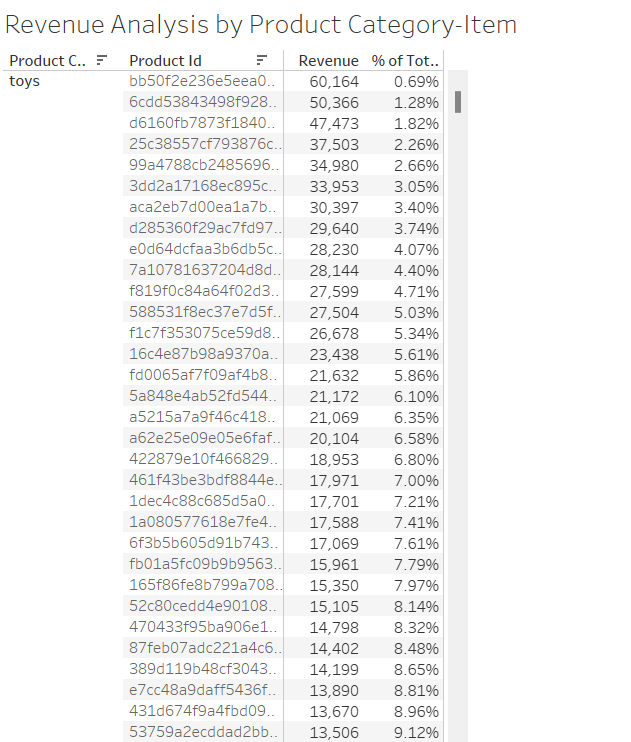 Revenue Analysis by Product Category-Item
Product C.. Product Id Revenue % of Tot..
toys bb50f2e236e5eea0.. 60,164 0.69%
6cdd53843498f928.. 50,366 1.28%
d6160fb7873f1840.. 47,473 1.82%
25c38557cf793876c.. 37,503 2.26%
99a4788cb2485696.. 34,980 2.66%
3dd2a17168ec895c.. 33,953 3.05%
aca2eb7d00ea1a7b.. 30,397 3.40%
d285360f29ac7fd97.. 29,640 3.74%
e0d64dcfaa3b6db5c.. 28,230 4.07%
7a10781637204d8d.. 28,144 4.40%
f819f0c84a64f02d3.. 27,599 4.71%
588531f8ec37e7d5f.. 27,504 5.03%
f1c7f353075ce59d8.. 26,678 5.34%
16c4e87b98a9370a.. 23,438 5.61%
fd0065af7f09af4b8.. 21,632 5.86%
5a848e4ab52fd544.. 21,172 6.10%
a5215a7a9f46c418.. 21,069 6.35%
a62e25e09e05e6faf.. 20,104 6.58%
422879e10f466829.. 18,953 6.80%
461f43be3bdf8844e.. 17,971 7.00%
1dec4c88c685d5a0.. 17,701 7.21%
1a080577618e7fe4.. 17,588 7.41%
6f3b5b605d91b743.. 17,069 7.61%
fb01a5fc09b9b9563.. 15,961 7.79%
165f86fe8b799a708.. 15,350 7.97%
52c80cedd4e90108.. 15,105 8.14%
470433f95ba906e1.. 14,798 8.32%
87feb07adc221a4c6.. 14,402 8.48%
389d119b48cf3043.. 14,199 8.65%
e7cc48a9daff5436f.. 13,890 8.81%
431d674f9a4fbd09.. 13,670 8.96%
53759a2ecddad2bb.. 13,506 9.12%